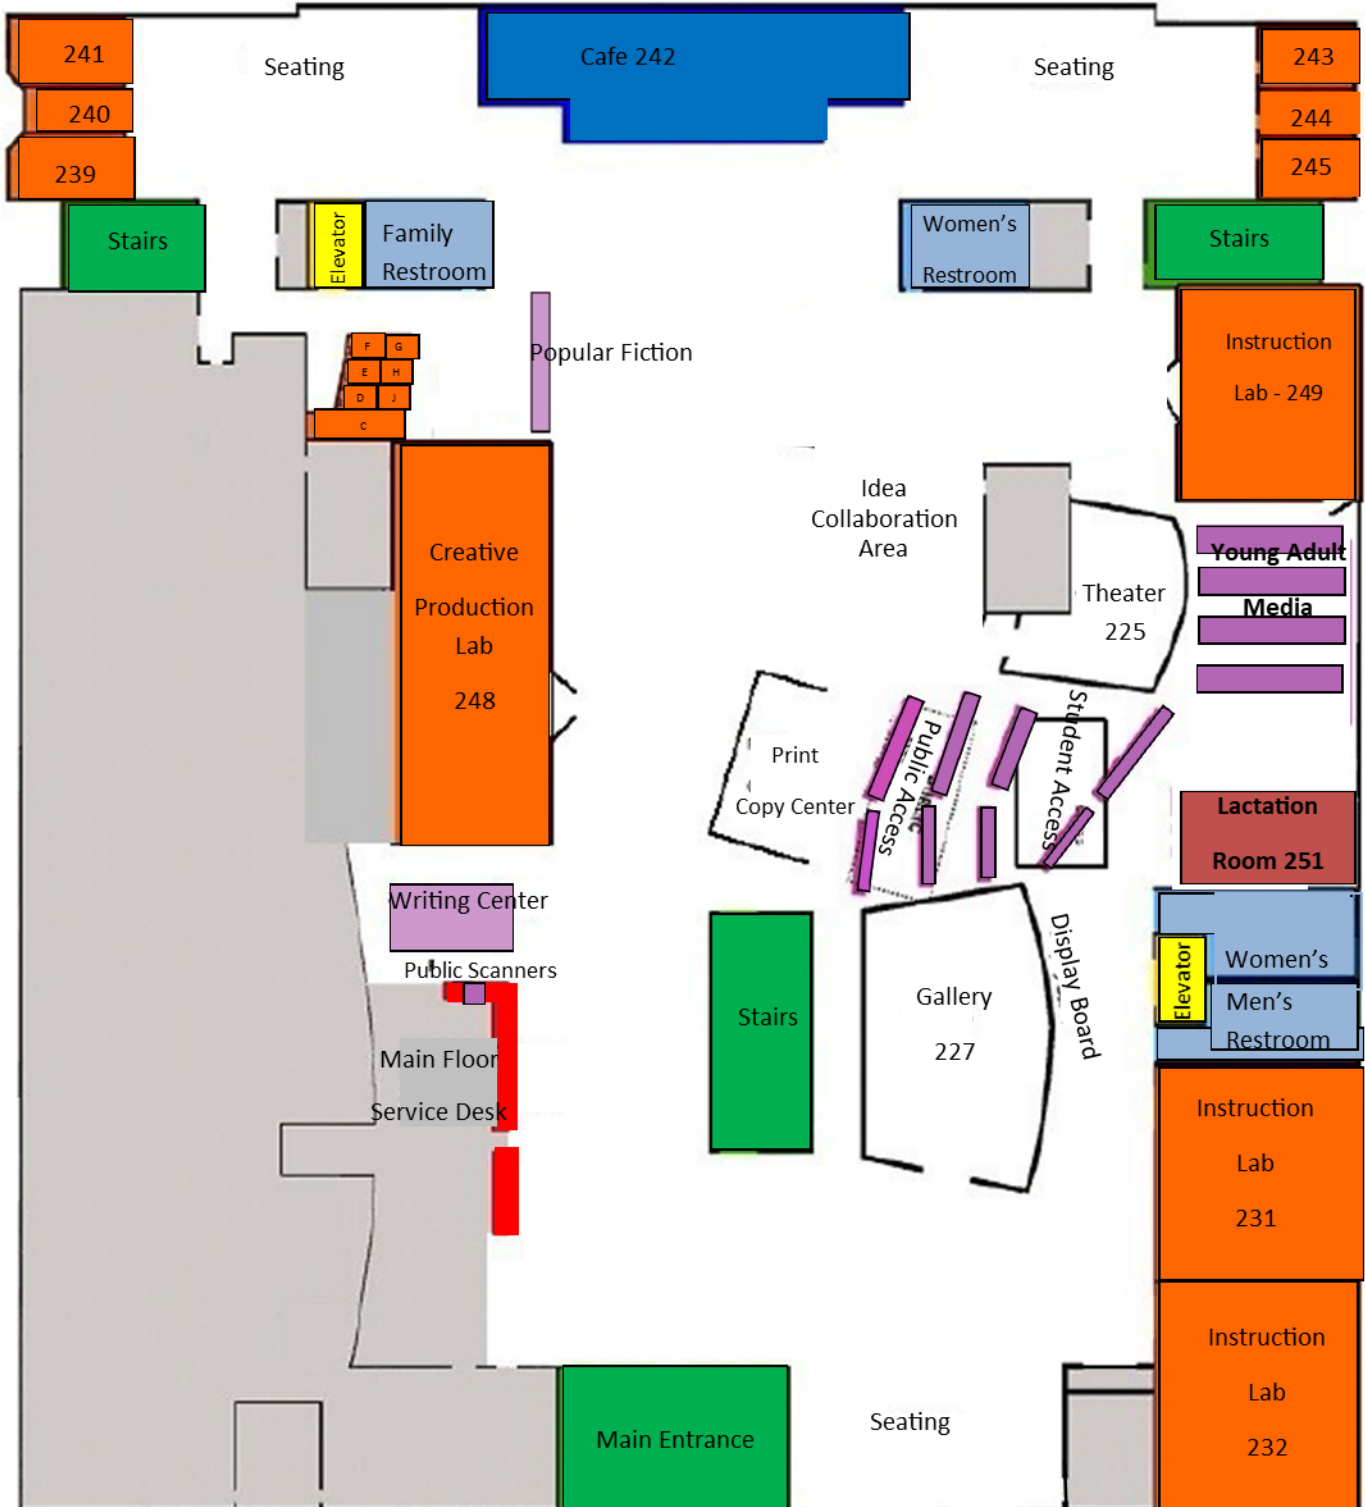 241
Seating
Cafe 242
Seating
243
240
244
239
245
Stairs
Elevator
Family
Restroom
Women's
Restroom
Stairs
F G
E H
D J
C
Popular Fiction
Instruction
Lab - 249
Idea
Collaboration
Area
Creative
Production
Lab
248
Theater
225
Young Adult
Media
Print
Copy Center
Public Access
Student Access
Lactation
Room 251
Writing Center
Public Scanners
Main Floor
Service Desk
Stairs
Gallery
227
Display Board
Elevator
Women's
Men's
Restroom
Instruction
Lab
231
Instruction
Lab
232
Main Entrance
Seating